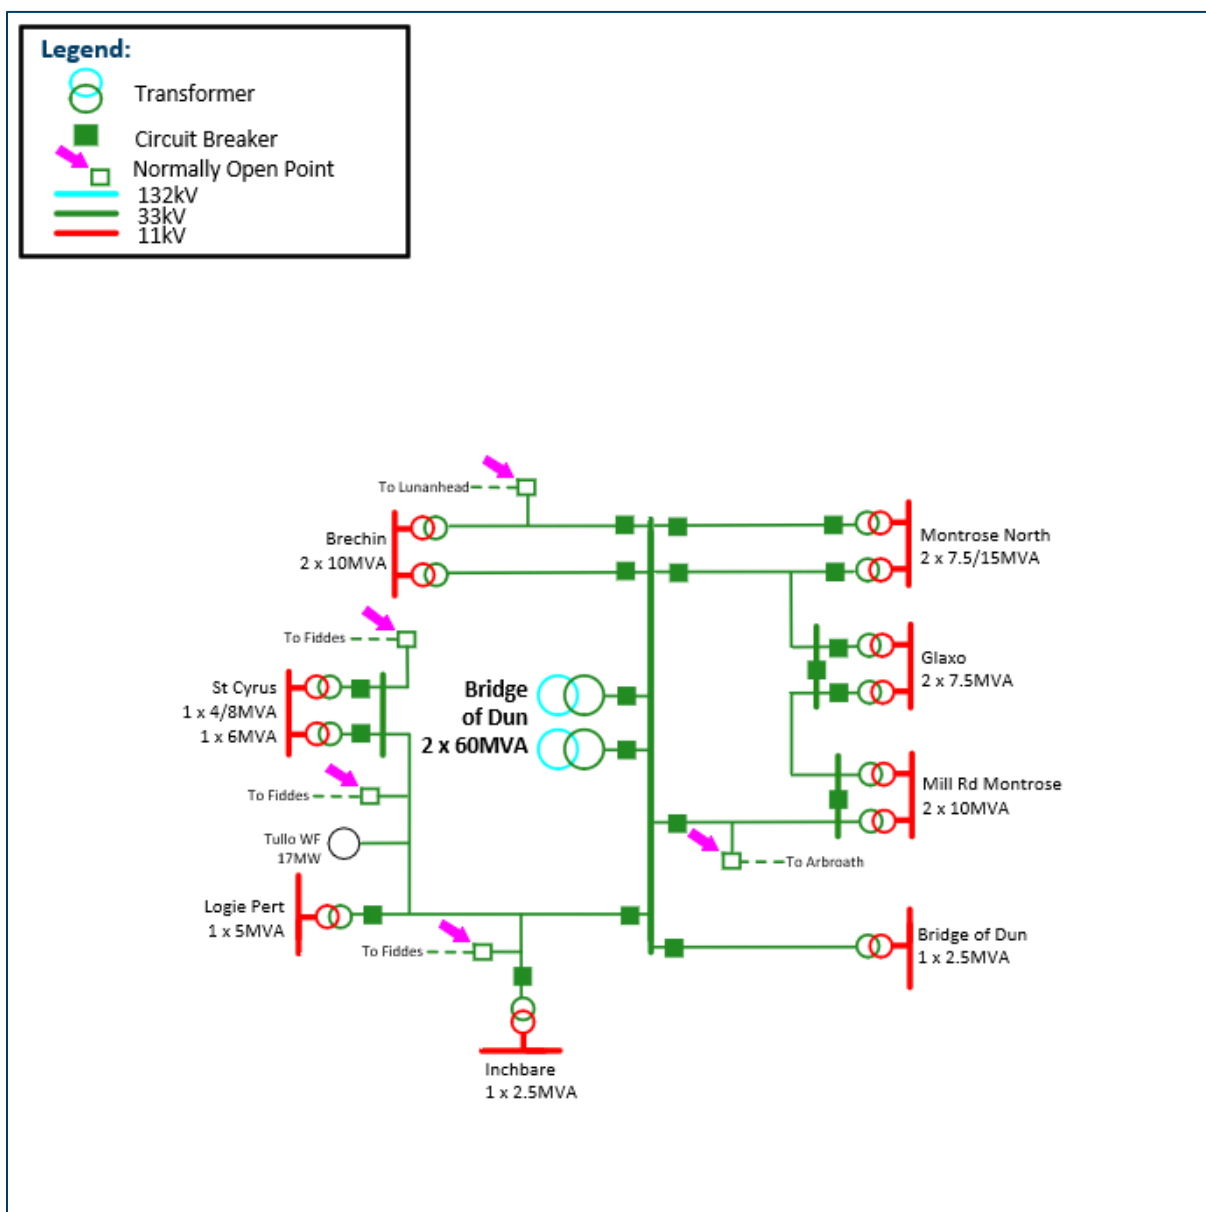 Legend:
Transformer
Circuit Breaker
Normally Open Point
132kV
33kV
11kV
To Lunanhead
Brechin
2 x 10MVA
Montrose North
2 x 7.5/15MVA
To Fiddes
St Cyrus
1 x 4/8MVA
1 x 6MVA
Bridge
of Dun
2 x 60MVA
Glaxo
2 x 7.5MVA
To Fiddes
Mill Rd Montrose
2 x 10MVA
Tullo WF
17MW
To Arbroath
Logie Pert
1 x 5MVA
To Fiddes
Bridge of Dun
1 x 2.5MVA
Inchbare
1 x 2.5MVA